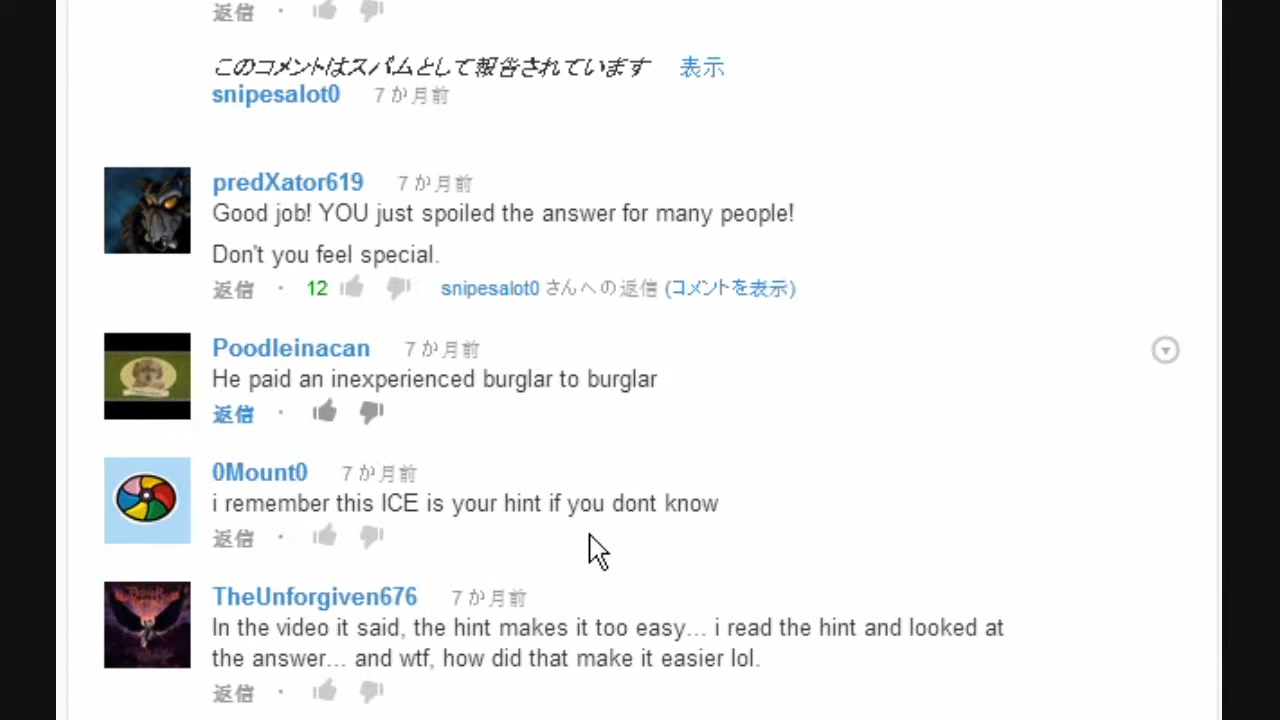 返信 ·
このコメントはスパムとして報告されています 表示
snipesalot0 7 か月前
predXator619 7 か月前
Good job! YOU just spoiled the answer for many people!
Don't you feel special.
返信 · 12 snipesalot0 さんへの返信 (コメントを表示)
Poodleinacan 7 か月前
He paid an inexperienced burglar to burglar
返信 ·
0Mount0 7 か月前
i remember this ICE is your hint if you dont know
返信 ·
TheUnforgiven676 7 か月前
In the video it said, the hint makes it too easy... i read the hint and looked at
the answer... and wtf, how did that make it easier lol.
返信 ·